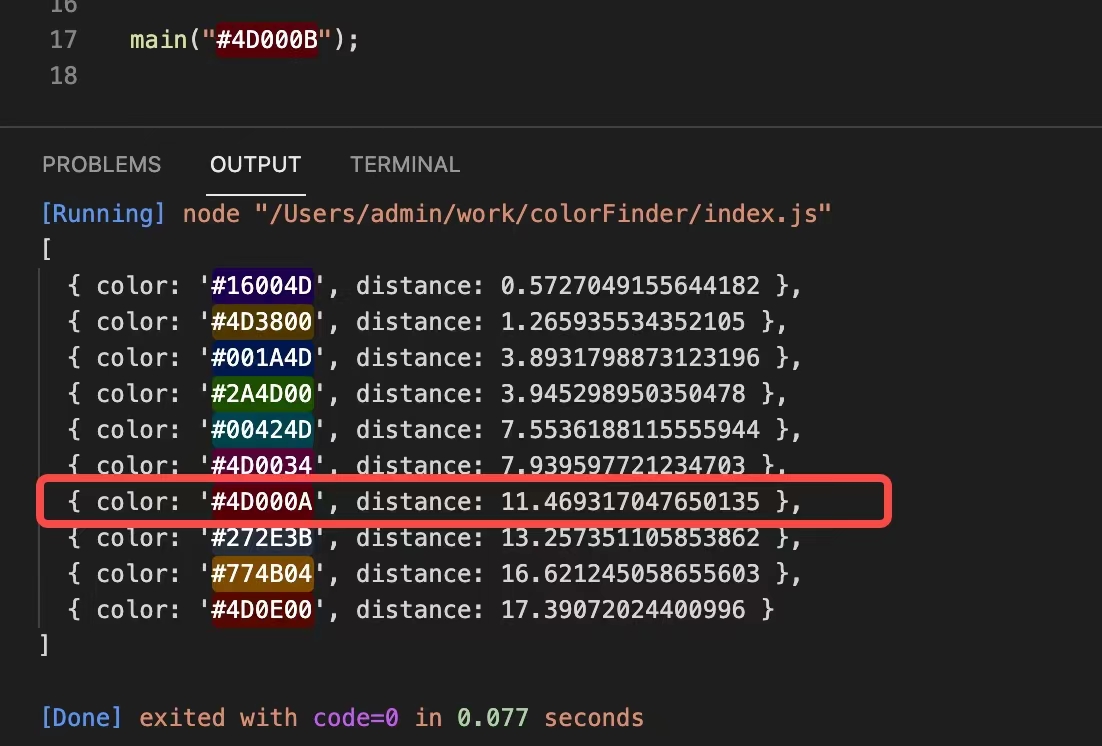 16
17 main("#4D000B");
18
PROBLEMS OUTPUT TERMINAL
[Running] node "/Users/admin/work/colorFinder/index.js"
[
{ color: '#16004D', distance: 0.5727049155644182 },
{ color: '#4D3800', distance: 1.265935534352105 },
{ color: '#001A4D', distance: 3.8931798873123196 },
{ color: '#2A4D00', distance: 3.945298950350478 },
{ color: '#00424D', distance: 7.5536188115555944 },
{ color: '#4D0034', distance: 7.939597721234703 },
{ color: '#4D000A', distance: 11.469317047650135 },
{ color: '#272E3B', distance: 13.257351105853862 },
{ color: '#774B04', distance: 16.621245058655603 },
{ color: '#4D0E00', distance: 17.39072024400996 }
]
[Done] exited with code=0 in 0.077 seconds